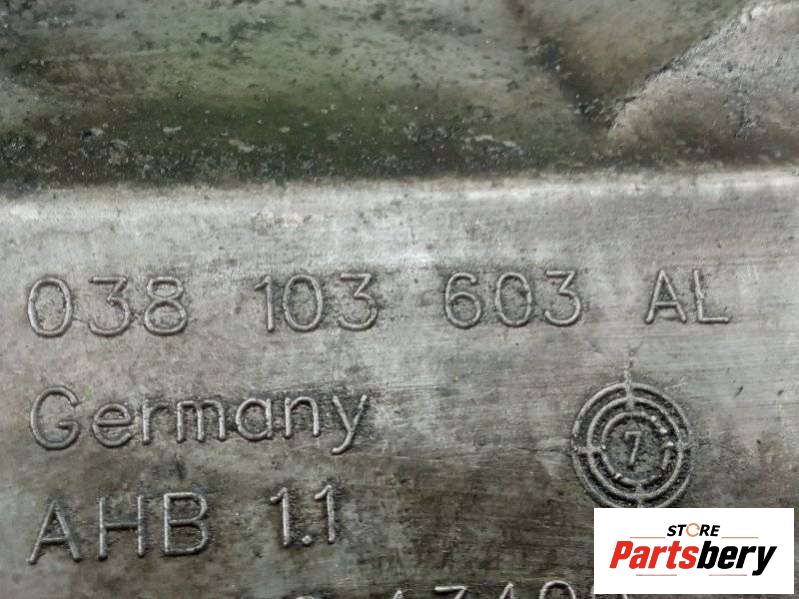 038 103 603 AL
Germany
7
AHB 1.1
STORE
Partsbery